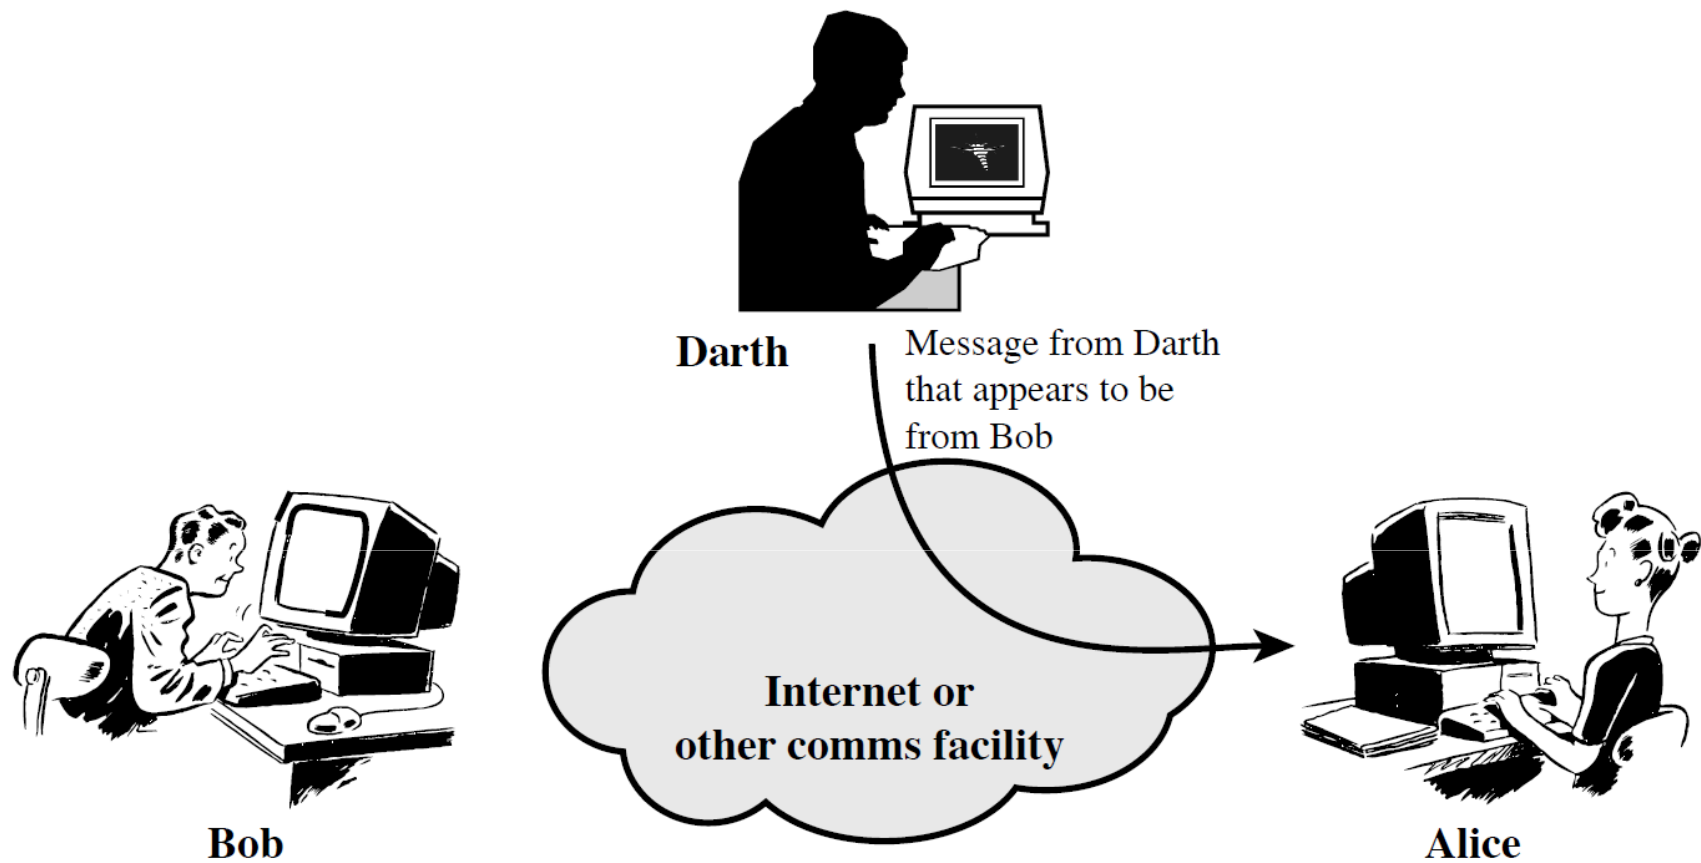 Darth
Message from Darth
that appears to be
from Bob
Internet or
other comms facility
Bob
Alice